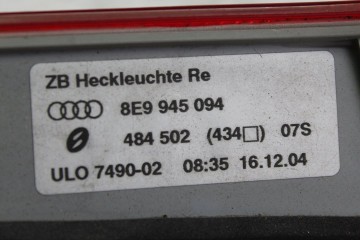 ZB Heckleuchte Re
8E9 945 094
484 502 (434□) 07S
ULO 7490-02 08:35 16.12.04